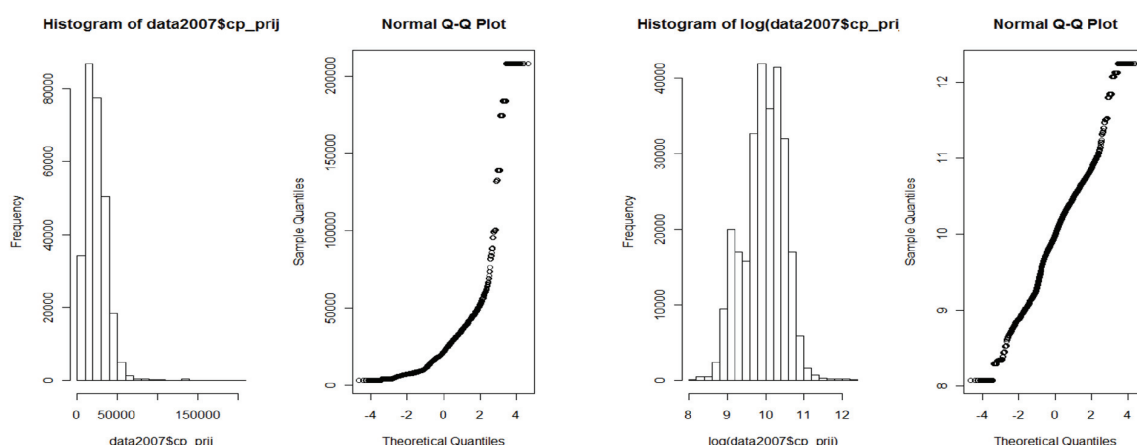 Histogram of data2007$cp_prij
Frequency
80000
60000
40000
20000
0
0 50000 150000
data2007$cp_prij
Normal Q-Q Plot
Sample Quantiles
200000
150000
100000
50000
0
-4 -2 0 2 4
Theoretical Quantiles
Histogram of log(data2007$cp_prij
Frequency
40000
30000
20000
10000
0
8 9 10 11 12
log(data2007$cp_prij)
Normal Q-Q Plot
Sample Quantiles
12
11
10
9
8
-4 -2 0 2 4
Theoretical Quantiles